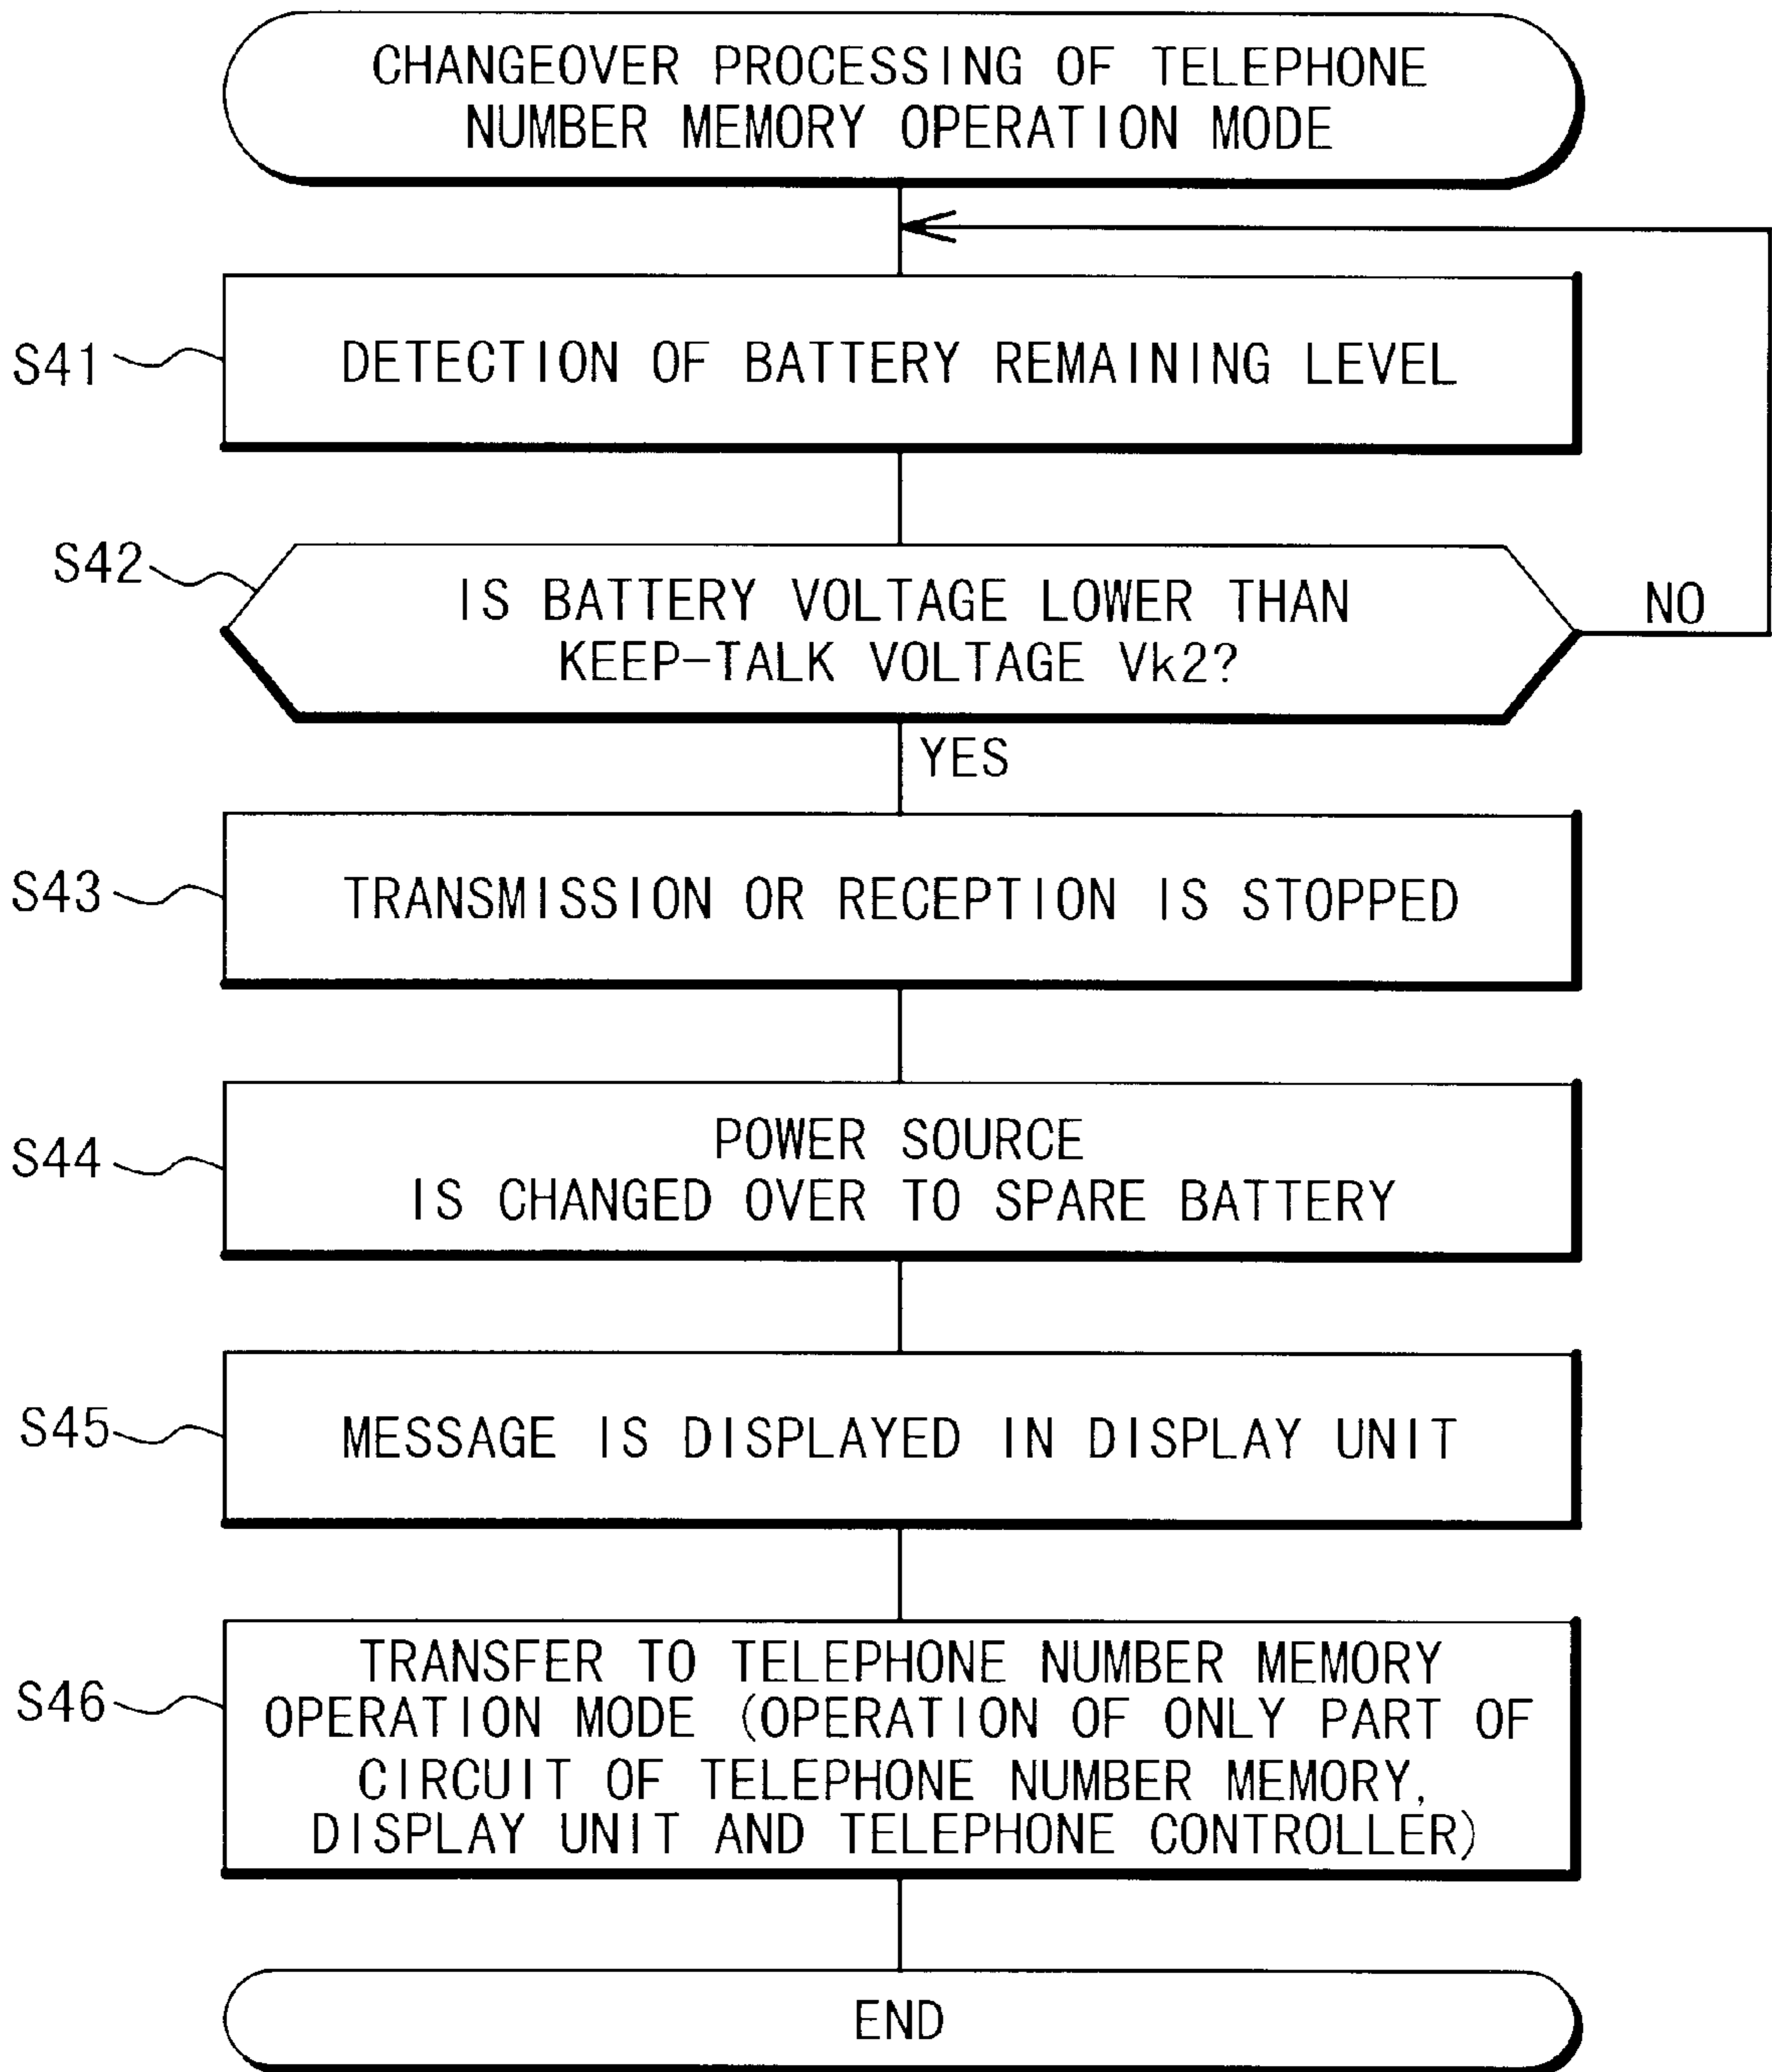 CHANGEOVER PROCESSING OF TELEPHONE
NUMBER MEMORY OPERATION MODE
S41
DETECTION OF BATTERY REMAINING LEVEL
S42
IS BATTERY VOLTAGE LOWER THAN
KEEP-TALK VOLTAGE Vk2?
NO
YES
S43
TRANSMISSION OR RECEPTION IS STOPPED
S44
POWER SOURCE
IS CHANGED OVER TO SPARE BATTERY
S45
MESSAGE IS DISPLAYED IN DISPLAY UNIT
S46
TRANSFER TO TELEPHONE NUMBER MEMORY
OPERATION MODE (OPERATION OF ONLY PART OF
CIRCUIT OF TELEPHONE NUMBER MEMORY,
DISPLAY UNIT AND TELEPHONE CONTROLLER)
END